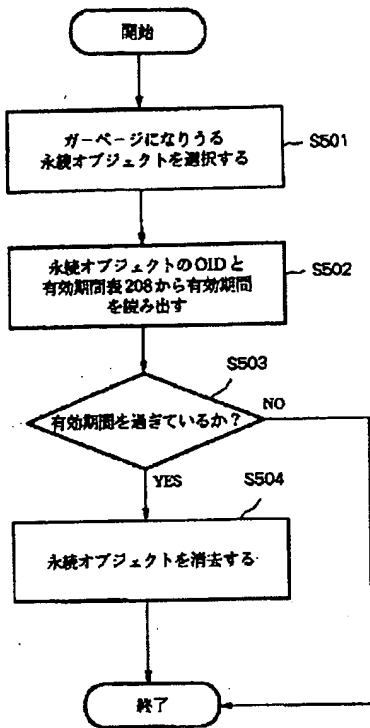 開始
ガーベージになりうる
永続オブジェクトを選択する
S501
永続オブジェクトのOIDと
有効期間表208から有効期間
を読み出す
S502
S503
有効期間を過ぎているか?
NO
YES
S504
永続オブジェクトを消去する
終了